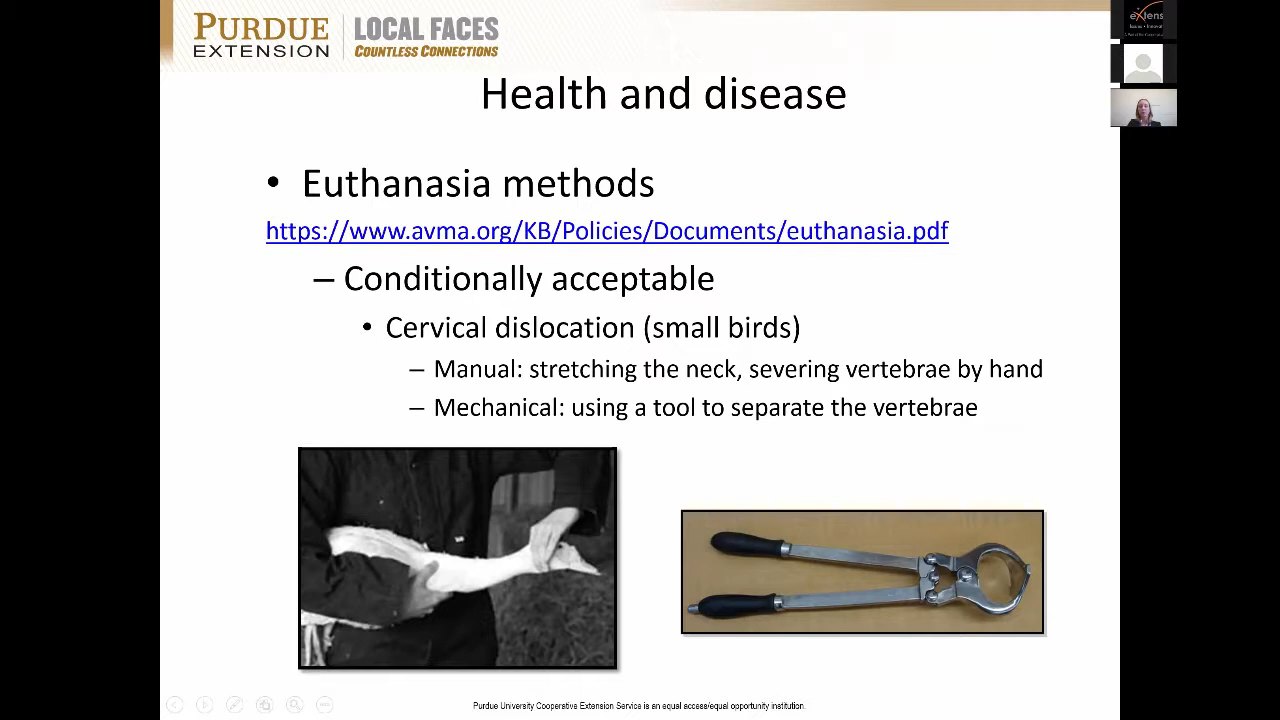 PURDUE
EXTENSION
LOCAL FACES
COUNTLESS CONNECTIONS
Health and disease
• Euthanasia methods
https://www.avma.org/KB/Policies/Documents/euthanasia.pdf
– Conditionally acceptable
• Cervical dislocation (small birds)
– Manual: stretching the neck, severing vertebrae by hand
– Mechanical: using a tool to separate the vertebrae
Purdue University Cooperative Extension Service is an equal access/equal opportunity institution.